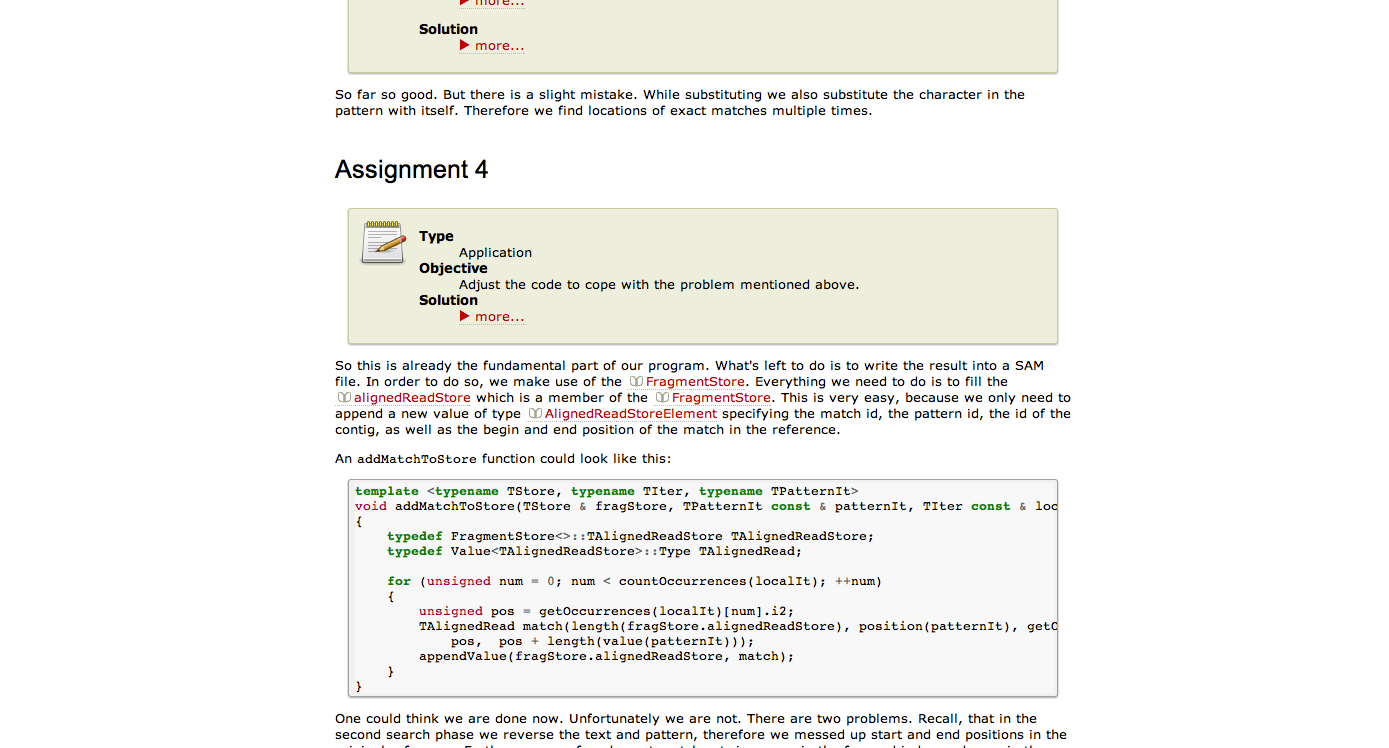 more...
Solution
more...
So far so good. But there is a slight mistake. While substituting we also substitute the character in the
pattern with itself. Therefore we find locations of exact matches multiple times.
Assignment 4
Type
Application
Objective
Adjust the code to cope with the problem mentioned above.
Solution
more...
So this is already the fundamental part of our program. What's left to do is to write the result into a SAM
file. In order to do so, we make use of the FragmentStore. Everything we need to do is to fill the
alignedReadStore which is a member of the FragmentStore. This is very easy, because we only need to
append a new value of type AlignedReadStoreElement specifying the match id, the pattern id, the id of the
contig, as well as the begin and end position of the match in the reference.
An addMatchToStore function could look like this:
template <typename TStore, typename TIter, typename TPatternIt>
void addMatchToStore(TStore & fragStore, TPatternIt const & patternIt, TIter const & loc
{
typedef FragmentStore<>::TAlignedReadStore TAlignedReadStore;
typedef Value<TAlignedReadStore>::Type TAlignedRead;
for (unsigned num = 0; num < countOccurrences(localIt); ++num)
{
unsigned pos = getOccurrences(localIt)[num].i2;
TAlignedRead match(length(fragStore.alignedReadStore), position(patternIt), getO
pos, pos + length(value(patternIt)));
appendValue(fragStore.alignedReadStore, match);
}
}
One could think we are done now. Unfortunately we are not. There are two problems. Recall, that in the
second search phase we reverse the text and pattern, therefore we messed up start and end positions in the